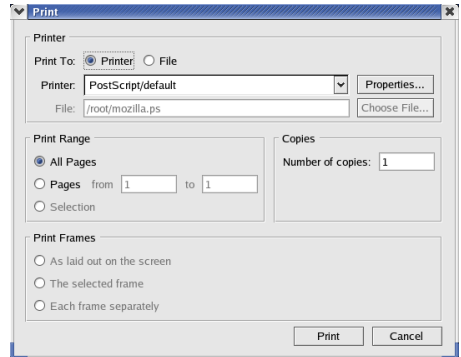 Print
Printer
Print To: Printer File
Printer: PostScript/default Properties...
File: /root/mozilla.ps Choose File...
Print Range
All Pages
Pages from 1 to 1
Selection
Copies
Number of copies: 1
Print Frames
As laid out on the screen
The selected frame
Each frame separately
Print Cancel